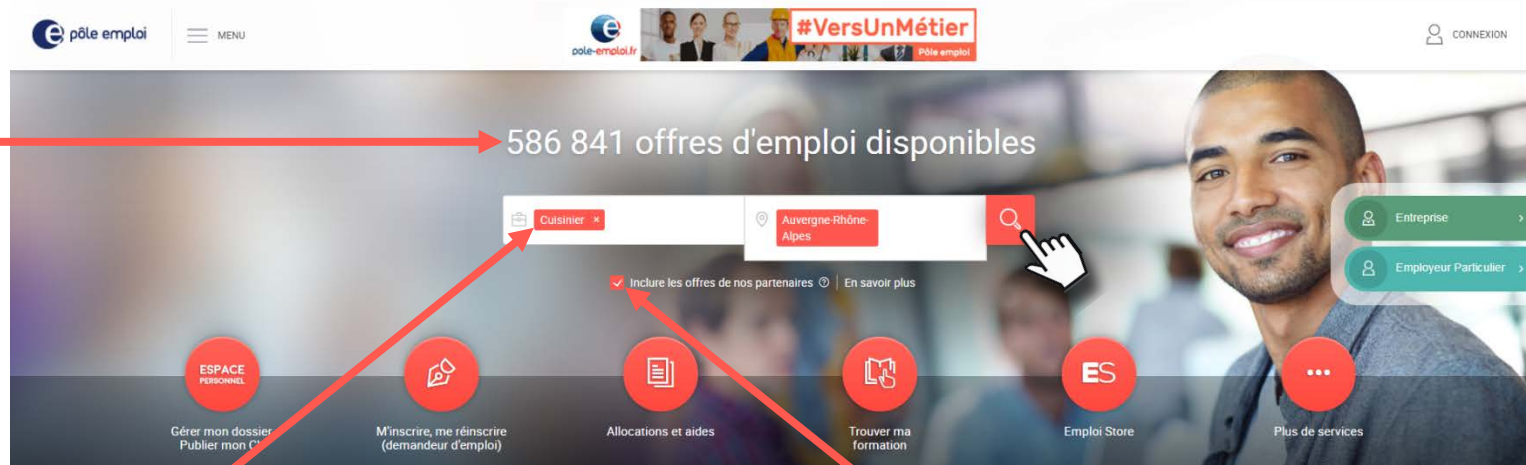 pôle emploi
MENU
pole-emploi.fr
#VersUnMétier
Pôle emploi
CONNEXION
586 841 offres d'emploi disponibles
Cuisinier ×
Auvergne-Rhône-
Alpes
Inclure les offres de nos partenaires ? | En savoir plus
Entreprise >
Employeur Particulier >
ESPACE
PERSONNEL
ES
Gérer mon dossier
Publier mon
M'inscrire, me réinscrire
(demandeur d'emploi)
Allocations et aides
Trouver ma
formation
Emploi Store
Plus de services